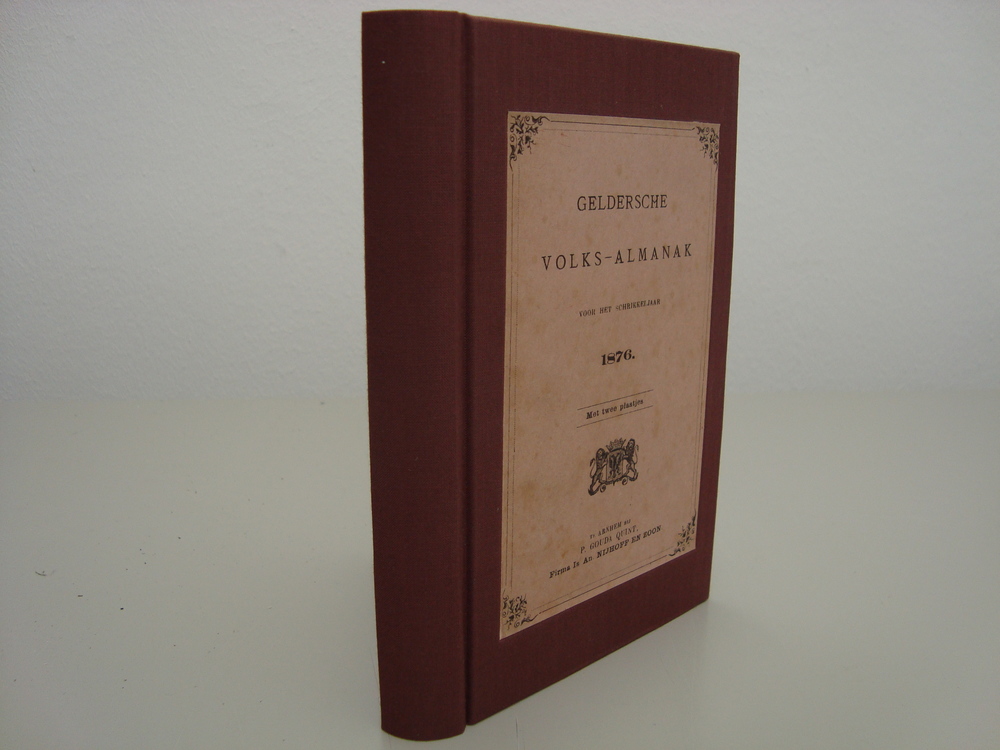 GELDERSCHE
VOLKS-ALMANAK
VOOR HET SCHRIKKELJAAR
1876.
Met twee plaatjes
TE ARNHEM BIJ
P. GOUDA QUINT,
Firma Is. An. NIJHOFF EN ZOON